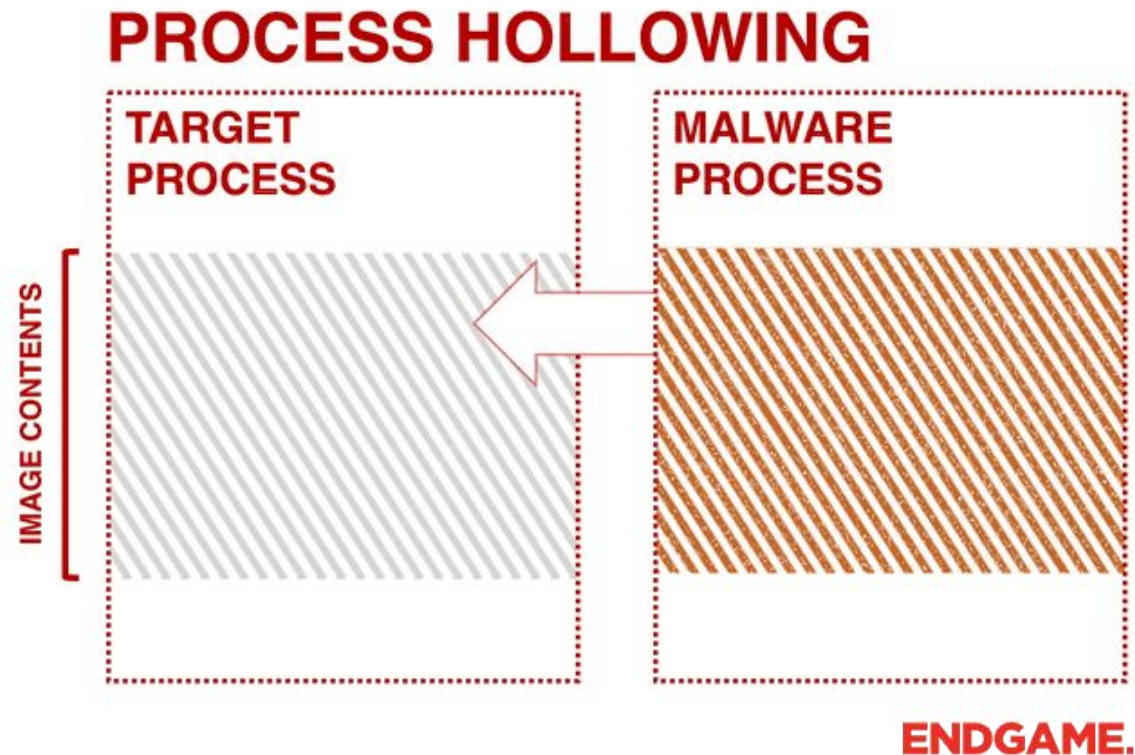 PROCESS HOLLOWING
TARGET
PROCESS
MALWARE
PROCESS
IMAGE CONTENTS
ENDGAME.